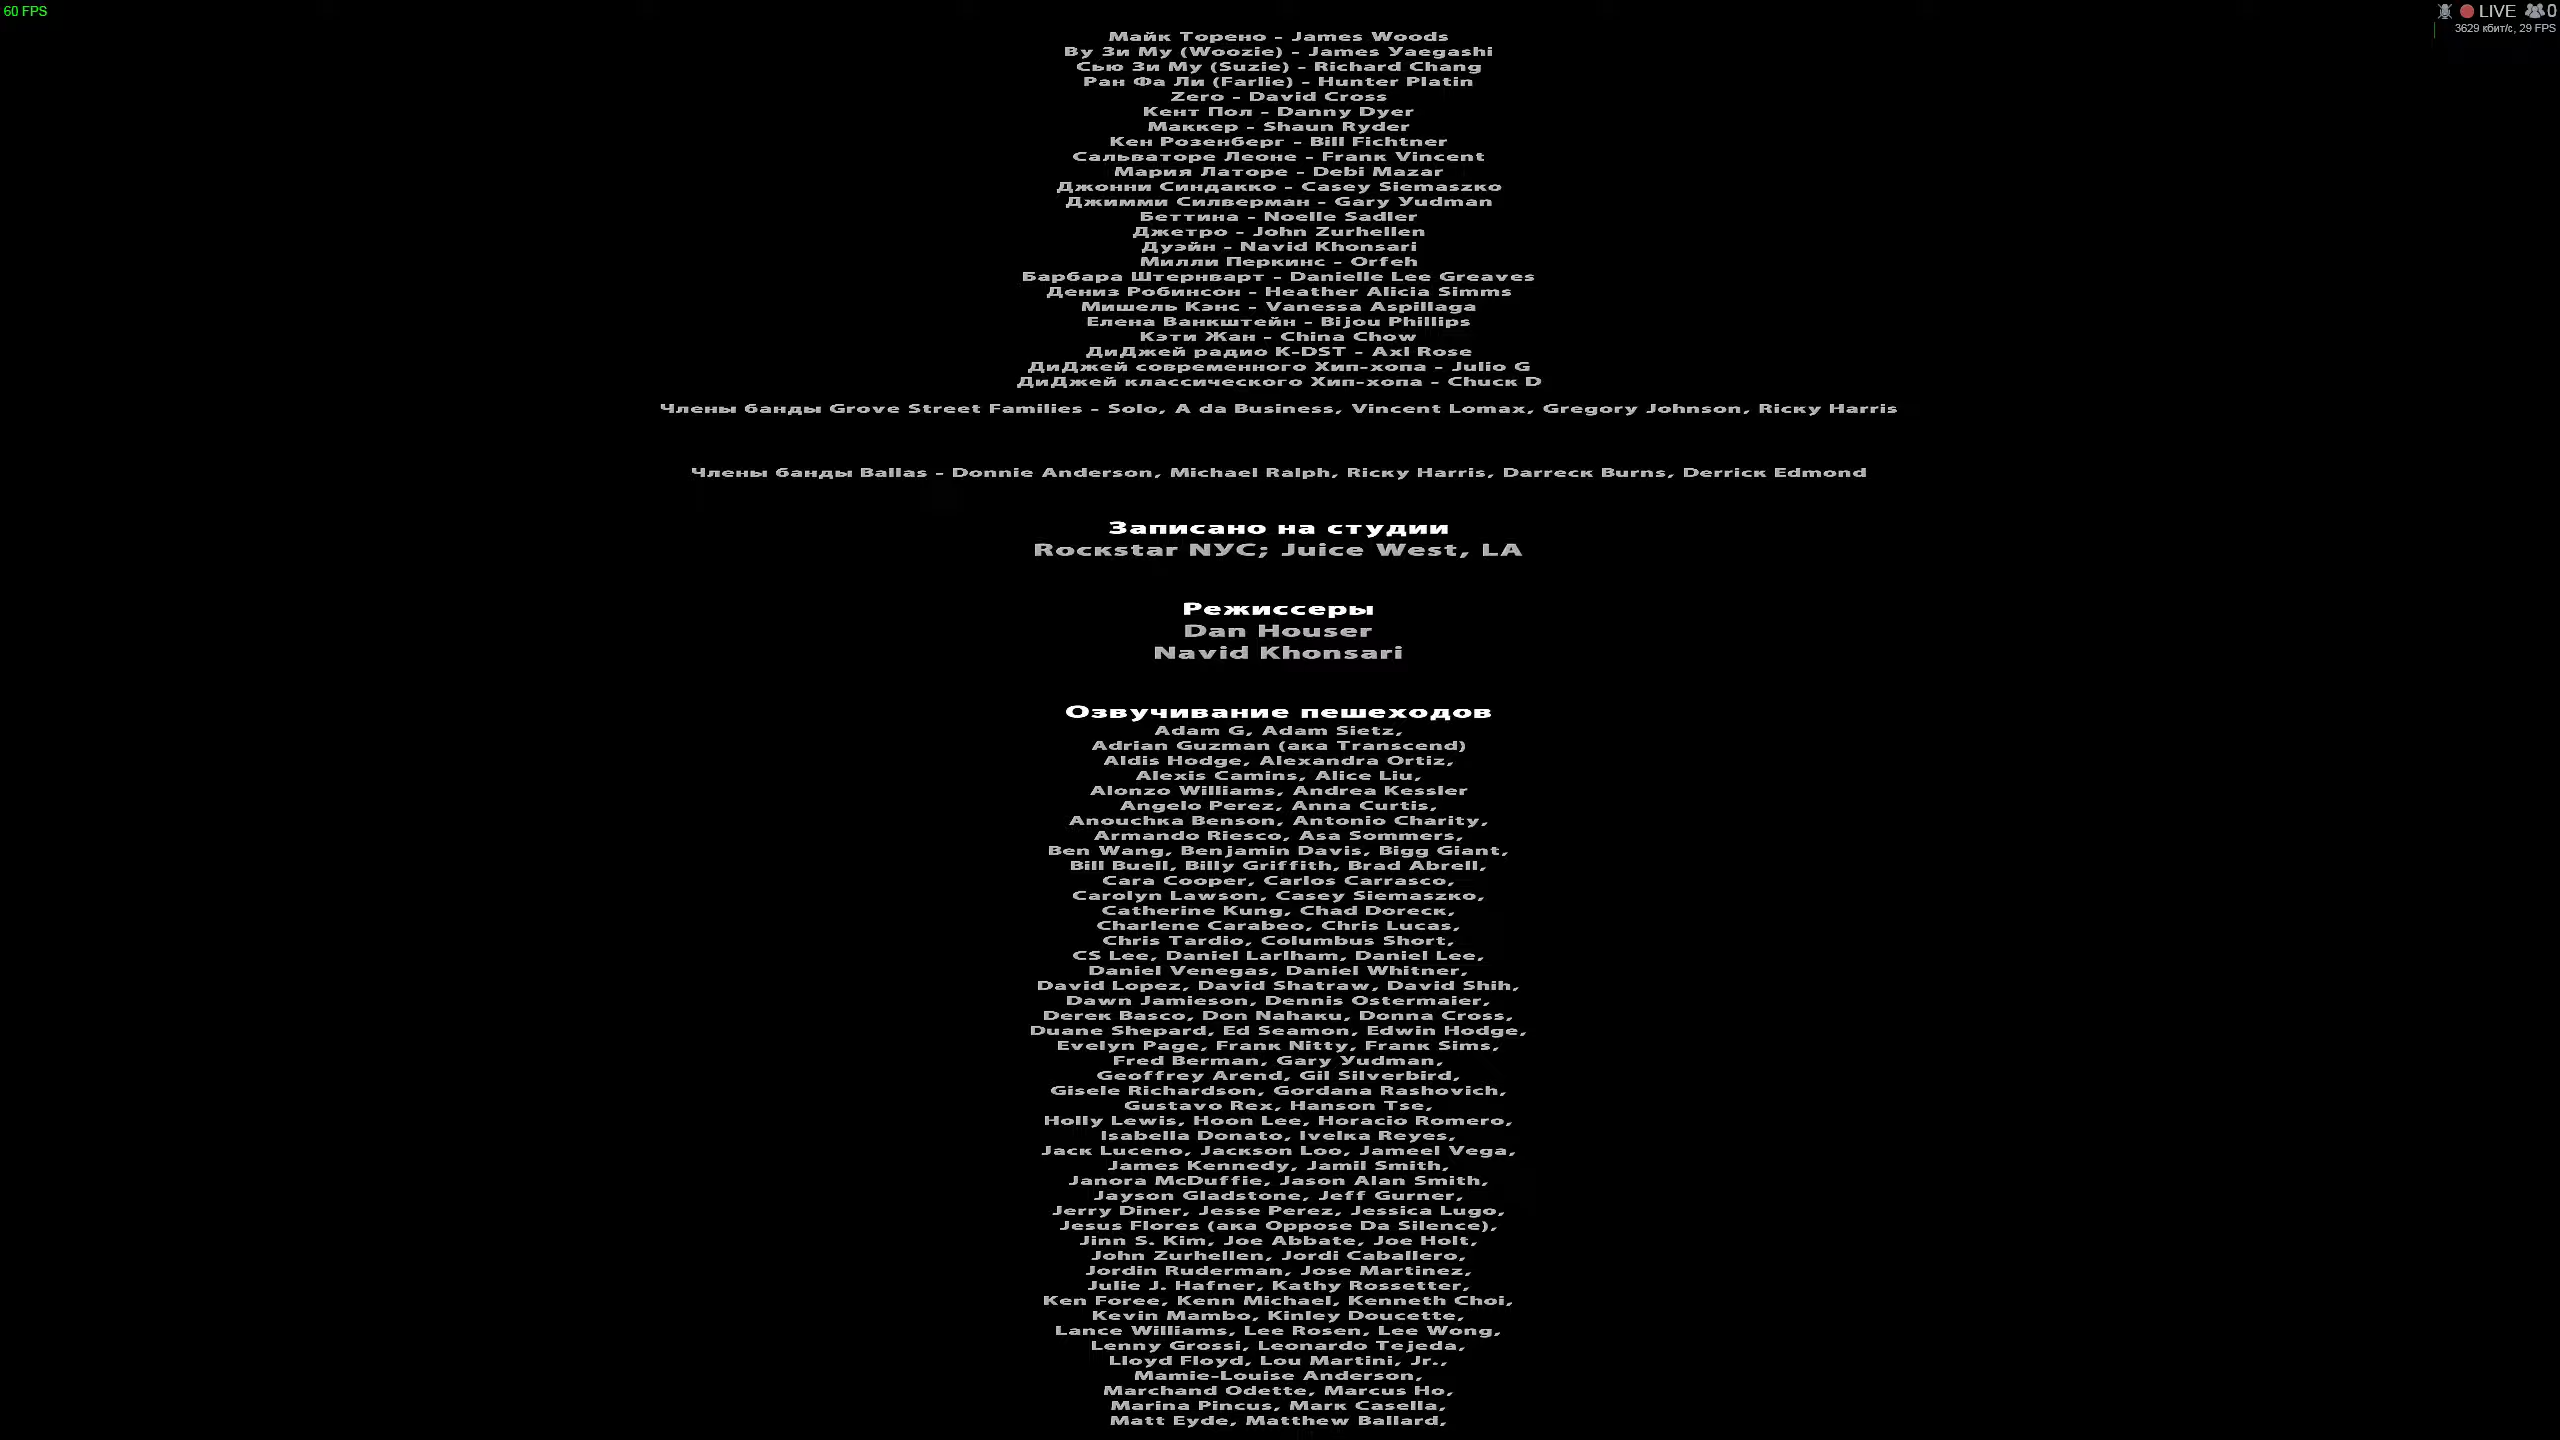 60 FPS
LIVE 0
3629 кбит/с, 29 FPS
Майк Торено - James Woods
Ву Зи Му (Woozie) - James Yaegashi
Сью Зи Му (Suzie) - Richard Chang
Ран Фа Ли (Farlie) - Hunter Platin
Zero - David Cross
Кент Пол - Danny Dyer
Маккер - Shaun Ryder
Кен Розенберг - Bill Fichtner
Сальваторе Леоне - Frank Vincent
Мария Латоре - Debi Mazar
Джонни Синдакко - Casey Siemaszko
Джимми Силверман - Gary Yudman
Беттина - Noelle Sadler
Джетро - John Zurhellen
Дуэйн - Navid Khonsari
Милли Перкинс - Orfeh
Барбара Штернварт - Danielle Lee Greaves
Дениз Робинсон - Heather Alicia Simms
Мишель Кэнс - Vanessa Aspillaga
Елена Ванкштейн - Bijou Phillips
Кэти Жан - China Chow
ДиДжей радио K-DST - Axl Rose
ДиДжей современного Хип-хопа - Julio G
ДиДжей классического Хип-хопа - Chuck D
Члены банды Grove Street Families - Solo, A da Business, Vincent Lomax, Gregory Johnson, Ricky Harris
Члены банды Ballas - Donnie Anderson, Michael Ralph, Ricky Harris, Darreck Burns, Derrick Edmond
Записано на студии
Rockstar NYC; Juice West, LA
Режиссеры
Dan Houser
Navid Khonsari
Озвучивание пешеходов
Adam G, Adam Sietz,
Adrian Guzman (aka Transcend)
Aldis Hodge, Alexandra Ortiz,
Alexis Camins, Alice Liu,
Alonzo Williams, Andrea Kessler
Angelo Perez, Anna Curtis,
Anouchka Benson, Antonio Charity,
Armando Riesco, Asa Sommers,
Ben Wang, Benjamin Davis, Bigg Giant,
Bill Buell, Billy Griffith, Brad Abrell,
Cara Cooper, Carlos Carrasco,
Carolyn Lawson, Casey Siemaszko,
Catherine Kung, Chad Doreck,
Charlene Carabeo, Chris Lucas,
Chris Tardio, Columbus Short,
CS Lee, Daniel Larlham, Daniel Lee,
Daniel Venegas, Daniel Whitner,
David Lopez, David Shatraw, David Shih,
Dawn Jamieson, Dennis Ostermaier,
Derek Basco, Don Nahaku, Donna Cross,
Duane Shepard, Ed Seamon, Edwin Hodge,
Evelyn Page, Frank Nitty, Frank Sims,
Fred Berman, Gary Yudman,
Geoffrey Arend, Gil Silverbird,
Gisele Richardson, Gordana Rashovich,
Gustavo Rex, Hanson Tse,
Holly Lewis, Hoon Lee, Horacio Romero,
Isabella Donato, Ivelka Reyes,
Jack Luceno, Jackson Loo, Jameel Vega,
James Kennedy, Jamil Smith,
Janora McDuffie, Jason Alan Smith,
Jayson Gladstone, Jeff Gurner,
Jerry Diner, Jesse Perez, Jessica Lugo,
Jesus Flores (aka Oppose Da Silence),
Jinn S. Kim, Joe Abbate, Joe Holt,
John Zurhellen, Jordi Caballero,
Jordin Ruderman, Jose Martinez,
Julie J. Hafner, Kathy Rossetter,
Ken Foree, Kenn Michael, Kenneth Choi,
Kevin Mambo, Kinley Doucette,
Lance Williams, Lee Rosen, Lee Wong,
Lenny Grossi, Leonardo Tejeda,
Lloyd Floyd, Lou Martini, Jr.,
Mamie-Louise Anderson,
Marchand Odette, Marcus Ho,
Marina Pincus, Mark Casella,
Matt Eyde, Matthew Ballard,